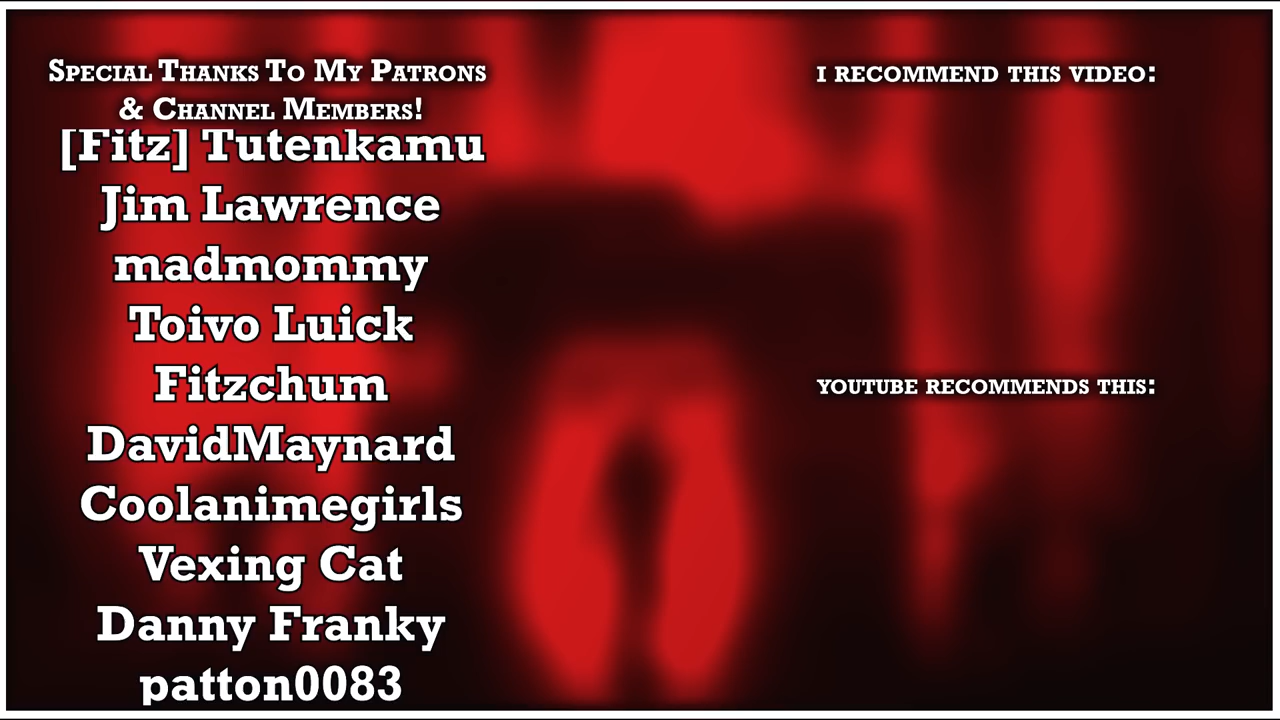 Special Thanks To My Patrons
& Channel Members!
[Fitz] Tutenkamu
Jim Lawrence
madmommy
Toivo Luick
Fitzchum
DavidMaynard
Coolanimegirls
Vexing Cat
Danny Franky
patton0083
I RECOMMEND THIS VIDEO:
YOUTUBE RECOMMENDS THIS: